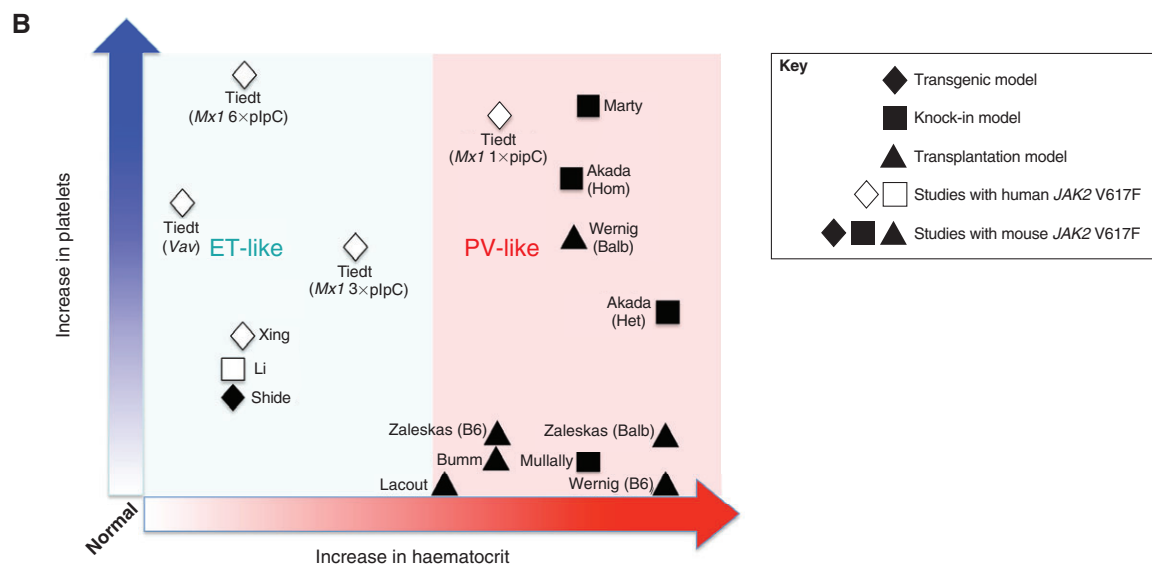 B
Increase in platelets
Normal
Increase in haematocrit
Tiedt
(Mx1 6×pIpC)
Tiedt
(Vav)
ET-like
Tiedt
(Mx1 3×pIpC)
Xing
Li
Shide
Tiedt
(Mx1 1×pipC)
Marty
Akada
(Hom)
Wernig
(Balb)
PV-like
Akada
(Het)
Zaleskas (B6)
Zaleskas (Balb)
Bumm
Mullally
Lacout
Wernig (B6)
Key
Transgenic model
Knock-in model
Transplantation model
Studies with human JAK2 V617F
Studies with mouse JAK2 V617F